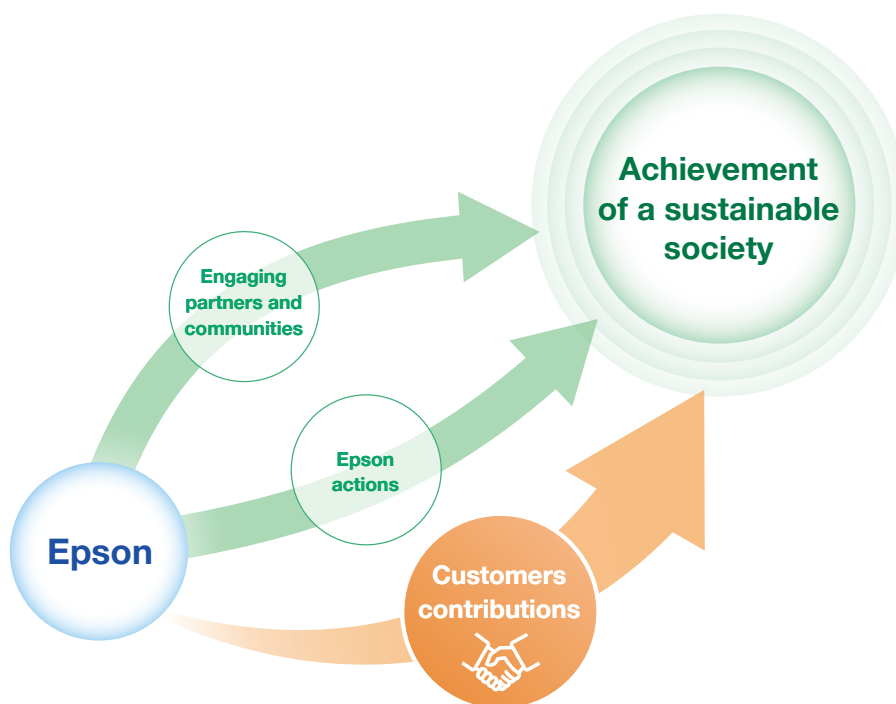 Achievement
of a sustainable
society
Engaging
partners and
communities
Epson
actions
Epson
Customers
contributions